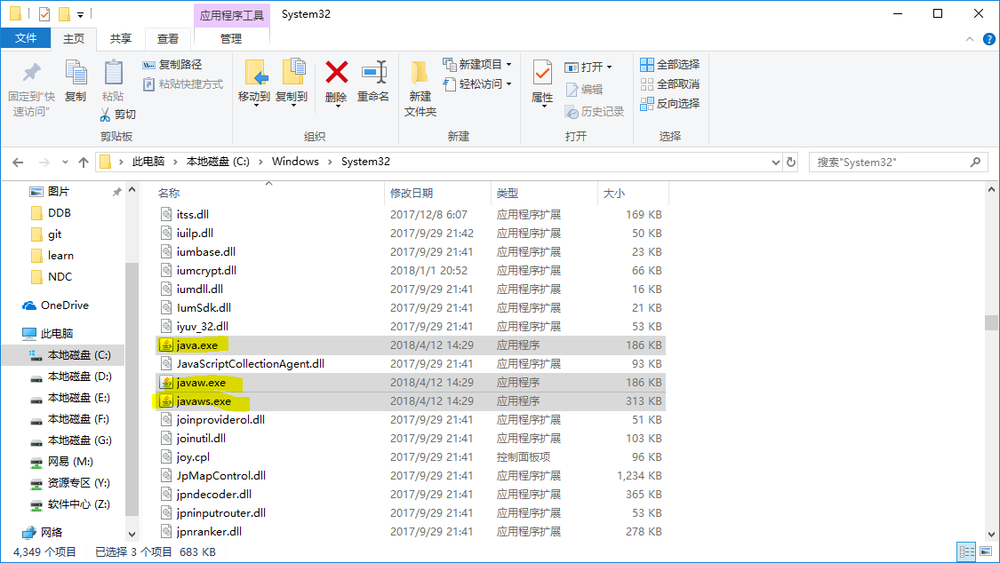 应用程序工具 System32
文件 主页 共享 查看 管理
固定到“快速访问” 复制 粘贴 复制路径 粘贴快捷方式 剪切 移动到 复制到 删除 重命名 新建文件夹 新建项目 轻松访问 属性 打开 编辑 历史记录 全部选择 全部取消 反向选择
剪贴板 组织 新建 打开 选择
此电脑 本地磁盘 (C:) Windows System32 搜索"System32"
名称 修改日期 类型 大小
图片
DDB
git
learn
NDC
OneDrive
此电脑
本地磁盘 (C:)
本地磁盘 (D:)
本地磁盘 (E:)
本地磁盘 (F:)
本地磁盘 (G:)
网易 (M:)
资源专区 (Y:)
软件中心 (Z:)
网络
itss.dll 2017/12/8 6:07 应用程序扩展 169 KB
iuilp.dll 2017/9/29 21:42 应用程序扩展 50 KB
iumbase.dll 2017/9/29 21:41 应用程序扩展 23 KB
iumcrypt.dll 2018/1/1 20:52 应用程序扩展 66 KB
iumdll.dll 2017/9/29 21:41 应用程序扩展 16 KB
IumSdk.dll 2017/9/29 21:41 应用程序扩展 21 KB
iyuv_32.dll 2017/9/29 21:41 应用程序扩展 53 KB
java.exe 2018/4/12 14:29 应用程序 186 KB
JavaScriptCollectionAgent.dll 2017/9/29 21:41 应用程序扩展 93 KB
javaw.exe 2018/4/12 14:29 应用程序 186 KB
javaws.exe 2018/4/12 14:29 应用程序 313 KB
joinproviderol.dll 2017/9/29 21:41 应用程序扩展 51 KB
joinutil.dll 2017/9/29 21:41 应用程序扩展 103 KB
joy.cpl 2017/9/29 21:41 控制面板项 96 KB
JpMapControl.dll 2017/9/29 21:41 应用程序扩展 1,234 KB
jpndecoder.dll 2017/9/29 21:41 应用程序扩展 365 KB
jpninputrouter.dll 2017/9/29 21:41 应用程序扩展 53 KB
jpnranker.dll 2017/9/29 21:41 应用程序扩展 278 KB
4,349 个项目 已选择 3 个项目 683 KB